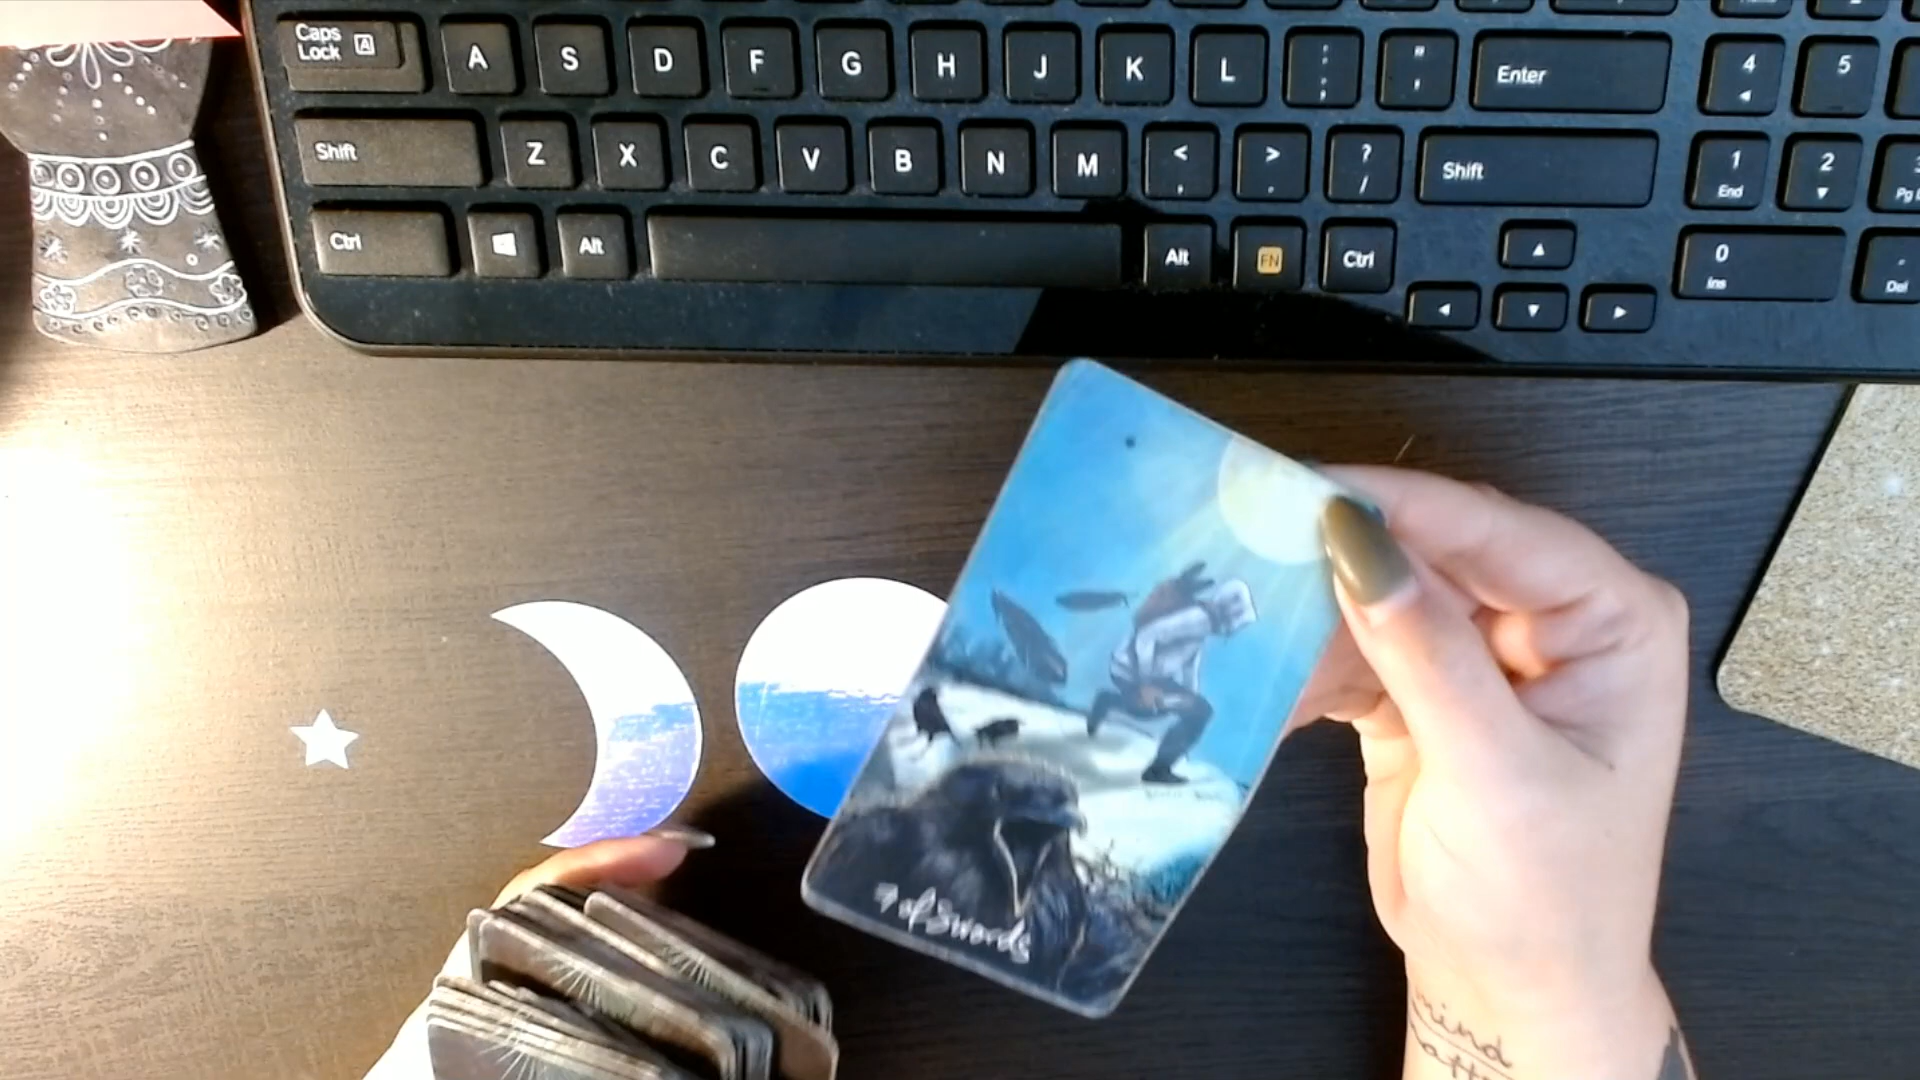 Caps Lock A A S D F G H J K L : ; " ' Enter 4 5
Shift Z X C V B N M < , > . ? / Shift 1 End 2
Ctrl Alt Alt FN Ctrl 0 Ins . Del
of Swords
mind